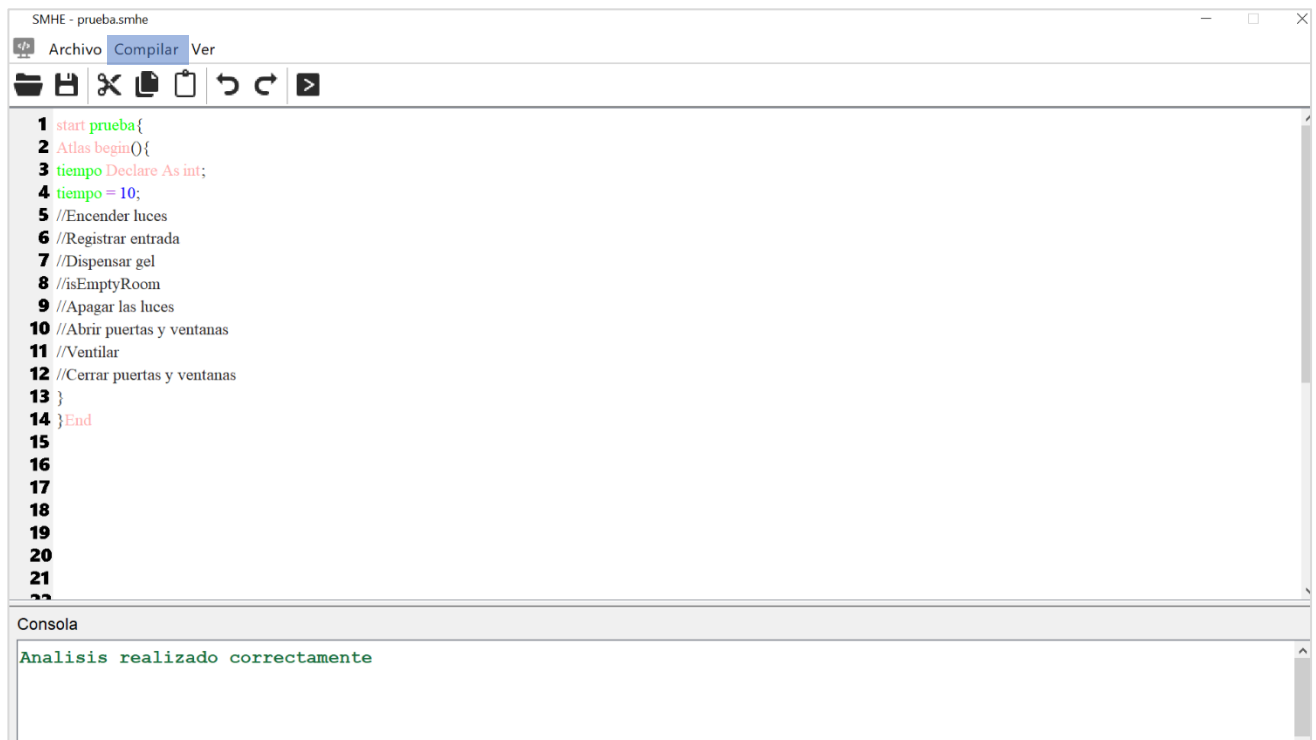 SMHE - prueba.smhe
Archivo Compilar Ver
1 start prueba{
2 Atlas begin(){
3 tiempo Declare As int;
4 tiempo = 10;
5 //Encender luces
6 //Registrar entrada
7 //Dispensar gel
8 //isEmptyRoom
9 //Apagar las luces
10 //Abrir puertas y ventanas
11 //Ventilar
12 //Cerrar puertas y ventanas
13 }
14 }End
15
16
17
18
19
20
21
22
Consola
Analisis realizado correctamente